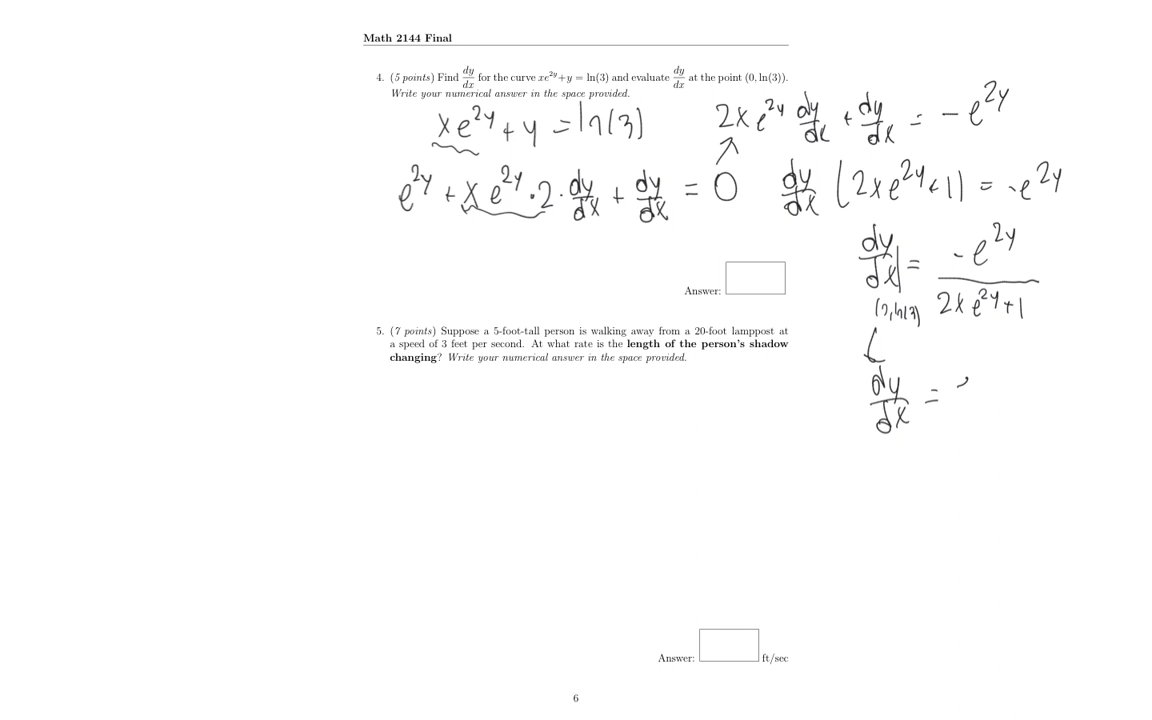 Math 2144 Final
4. (5 points) Find dy/dx for the curve xe^{2y}+y = ln(3) and evaluate dy/dx at the point (0, ln(3)).
Write your numerical answer in the space provided.
xe^{2y} + y = ln(3)
e^{2y} + xe^{2y} · 2 · dy/dx + dy/dx = 0
2xe^{2y} dy/dx + dy/dx = -e^{2y}
dy/dx (2xe^{2y}+1) = -e^{2y}
dy/dx| = -e^{2y} / 2xe^{2y}+1
(0,ln(3)
dy/dx =
Answer:
5. (7 points) Suppose a 5-foot-tall person is walking away from a 20-foot lamppost at
a speed of 3 feet per second. At what rate is the length of the person's shadow
changing? Write your numerical answer in the space provided.
Answer: ft/sec
6